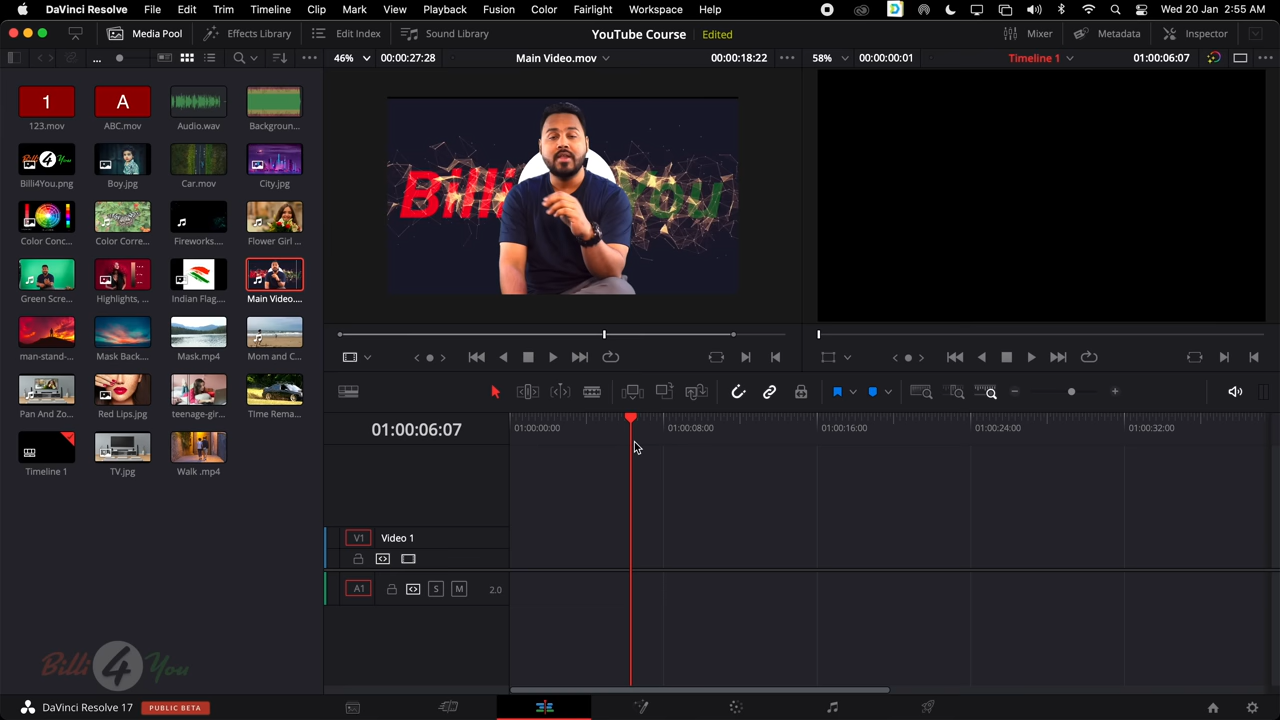 DaVinci Resolve File Edit Trim Timeline Clip Mark View Playback Fusion Color Fairlight Workspace Help Wed 20 Jan 2:55 AM
Media Pool Effects Library Edit Index Sound Library YouTube Course Edited Mixer Metadata Inspector
... 46% 00:00:27:28 Main Video.mov 00:00:18:22 ... 58% 00:00:00:01 Timeline 1 01:00:06:07 ...
1 A
123.mov ABC.mov Audio.wav Backgroun...
Billi 4 You
Billi4You.png Boy.jpg Car.mov City.jpg
Color Conc... Color Corre... Fireworks.... Flower Girl ...
Green Scre... Highlights, ... Indian Flag.... Main Video....
man-stand-... Mask Back.... Mask.mp4 Mom and C...
Pan And Zo... Red Lips.jpg teenage-gir... TIme Rema...
Timeline 1 TV.jpg Walk .mp4
Billi You
01:00:06:07 01:00:00:00 01:00:08:00 01:00:16:00 01:00:24:00 01:00:32:00
V1 Video 1
A1 S M 2.0
Billi 4 You
DaVinci Resolve 17 PUBLIC BETA